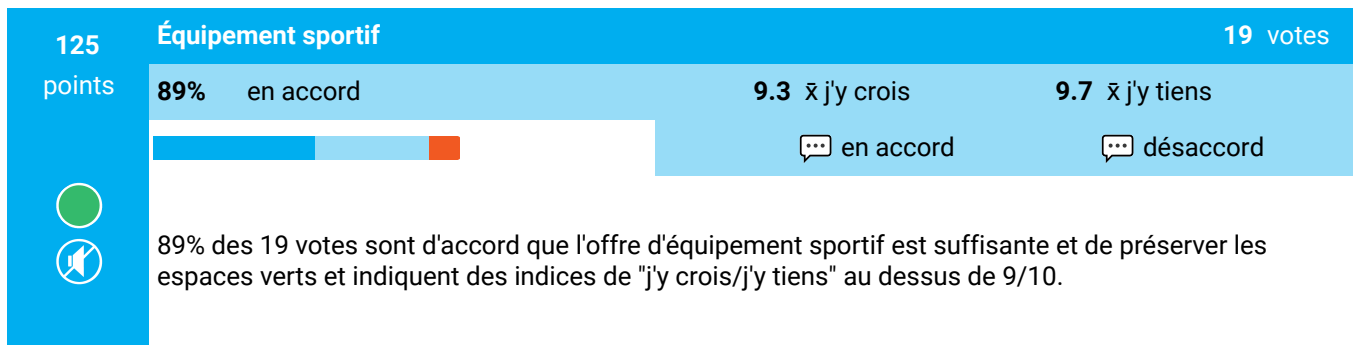 125
points
Équipement sportif
19 votes
89% en accord
9.3 x̄ j'y crois
9.7 x̄ j'y tiens
en accord
désaccord
89% des 19 votes sont d'accord que l'offre d'équipement sportif est suffisante et de préserver les
espaces verts et indiquent des indices de "j'y crois/j'y tiens" au dessus de 9/10.